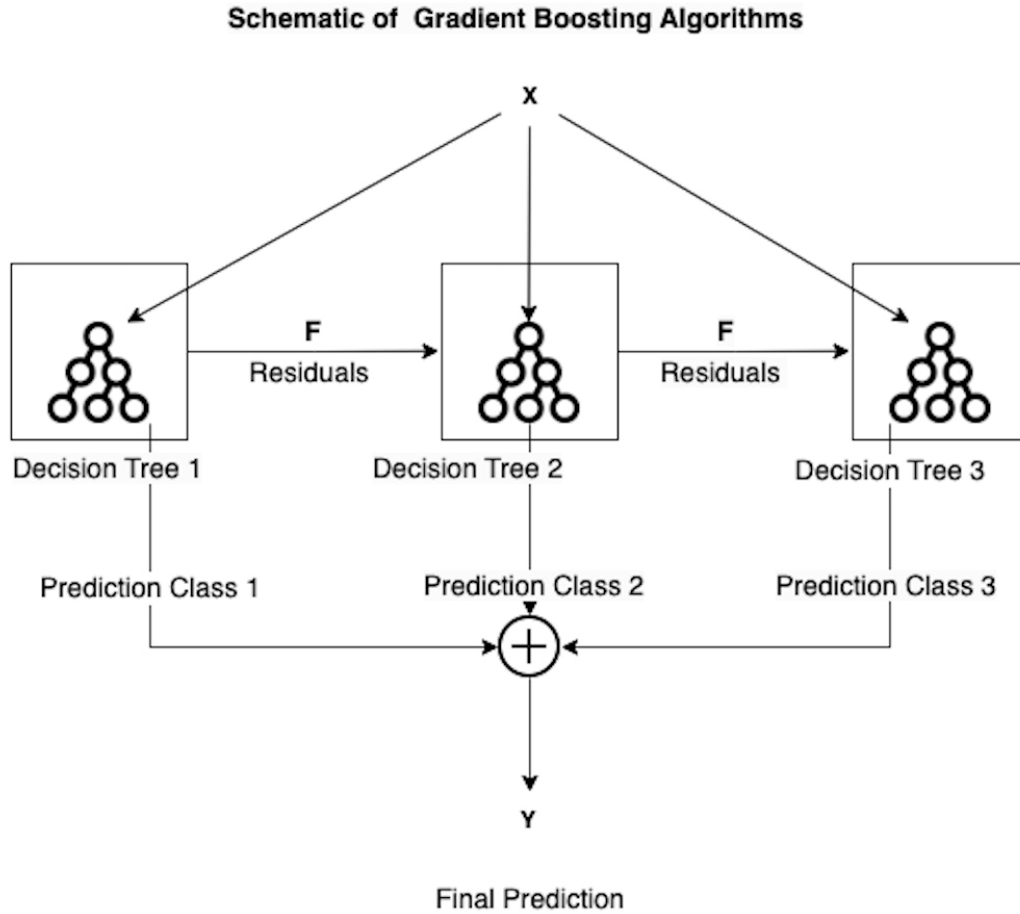 Schematic of Gradient Boosting Algorithms
X
F
Residuals
F
Residuals
Decision Tree 1
Decision Tree 2
Decision Tree 3
Prediction Class 1
Prediction Class 2
Prediction Class 3
Y
Final Prediction